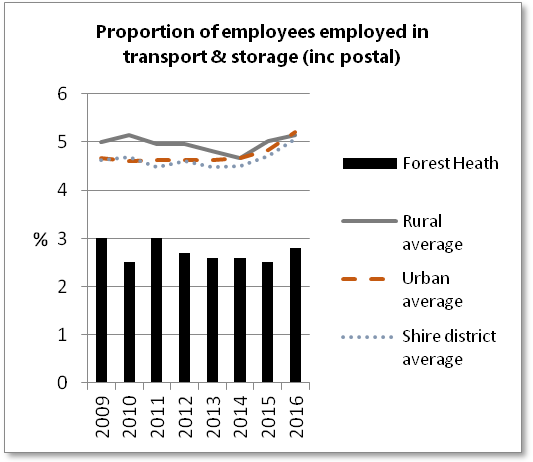 Proportion of employees employed in
transport & storage (inc postal)
6
5
4
3
2
1
0
%
2009
2010
2011
2012
2013
2014
2015
2016
Forest Heath
Rural
average
Urban
average
Shire district
average